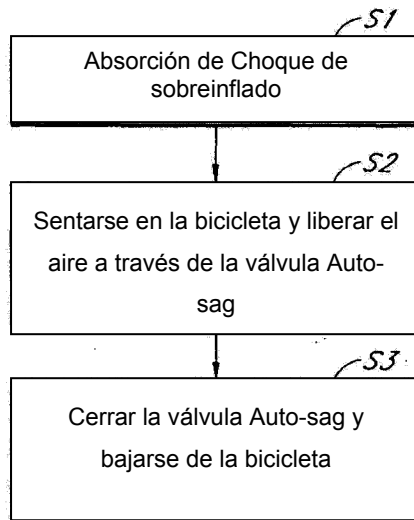 S1
Absorción de Choque de
sobreinflado
S2
Sentarse en la bicicleta y liberar el
aire a través de la válvula Auto-
sag
S3
Cerrar la válvula Auto-sag y
bajarse de la bicicleta